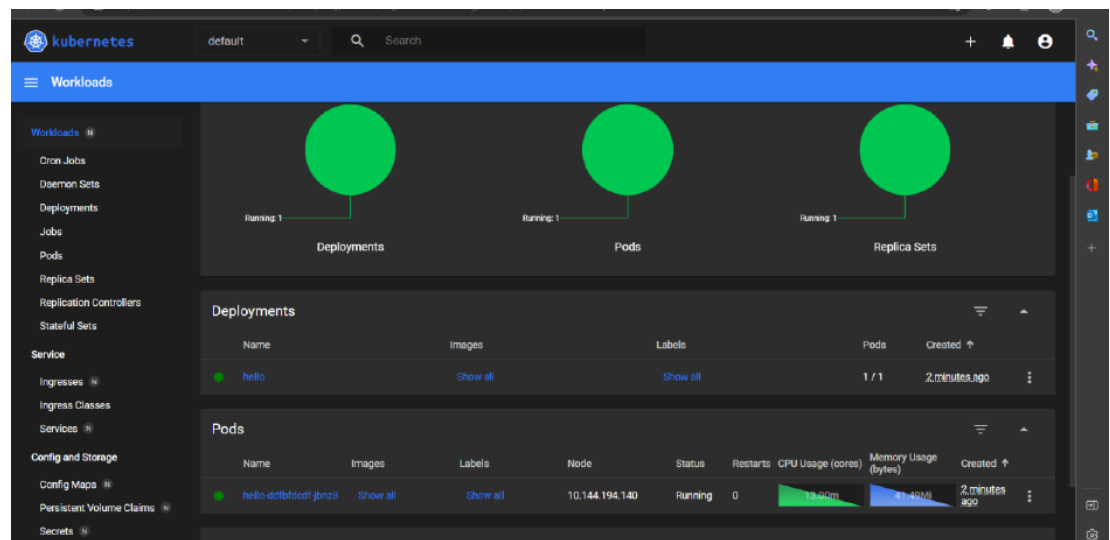 kubernetes
default
Search
Workloads
Workloads N
Cron Jobs
Daemon Sets
Deployments
Jobs
Pods
Replica Sets
Replication Controllers
Stateful Sets
Service
Ingresses N
Ingress Classes
Services N
Config and Storage
Config Maps N
Persistent Volume Claims N
Secrets N
Running: 1 Running: 1 Running: 1
Deployments Pods Replica Sets
Deployments
Name Images Labels Pods Created
hello Show all Show all 1 / 1 2 minutes ago
Pods
Name Images Labels Node Status Restarts CPU Usage (cores) Memory Usage (bytes) Created
hello-ddfbfdcdf-jbnz8 Show all Show all 10.144.194.140 Running 0 13.00m 41.49Mi 2 minutes ago